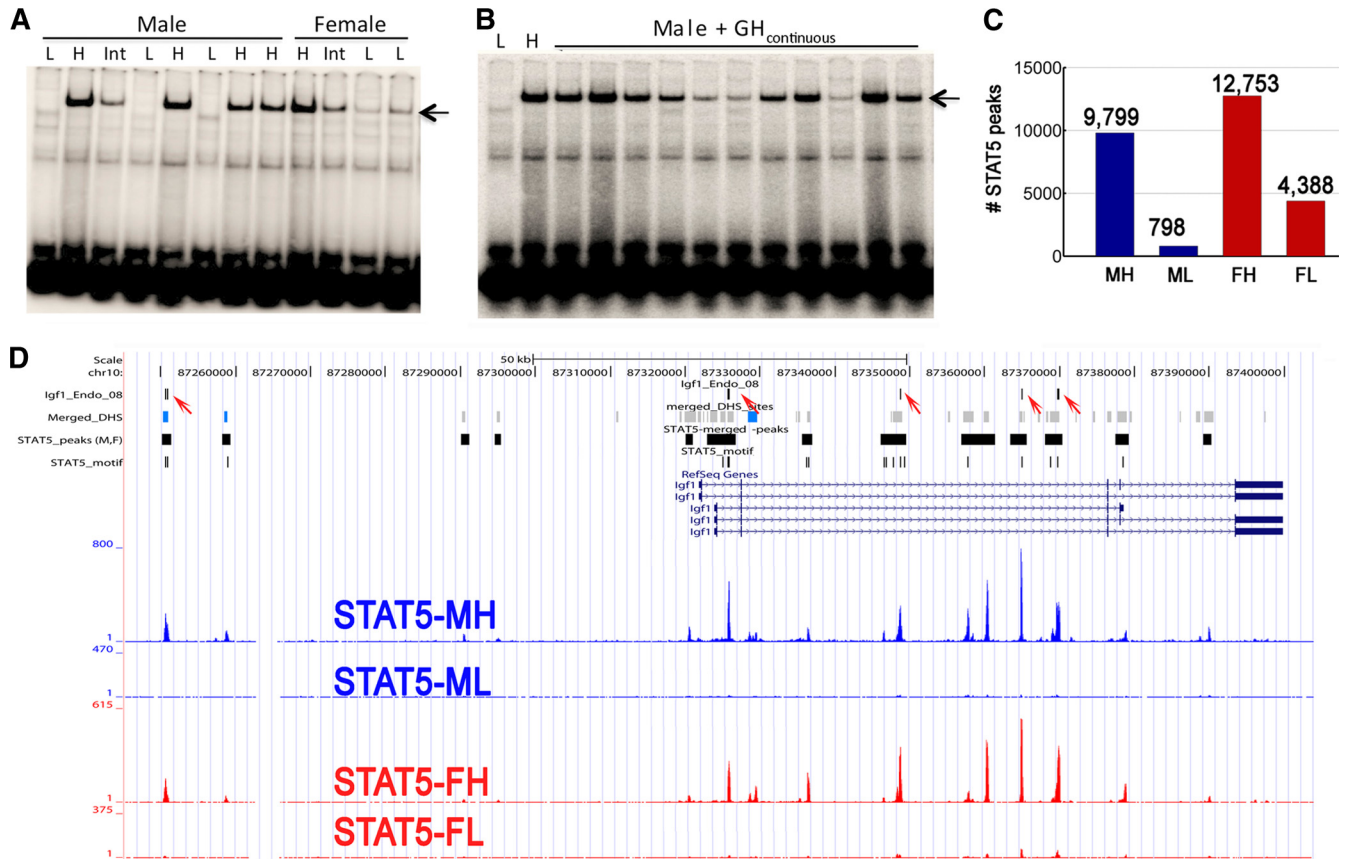 A
Male Female
L H Int L H L H H H Int L L
B
L H Male + GHcontinuous
C
# STAT5 peaks
15000
10000
5000
0
9,799
798
12,753
4,388
MH ML FH FL
D
Scale 50 kb
chr10: 87260000 87270000 87280000 87290000 87300000 87310000 87320000 87330000 87340000 87350000 87360000 87370000 87380000 87390000 87400000
Igf1_Endo_08
Igf1_Endo_08
merged_DHS_sites
Merged_DHS
STAT5-merged -peaks
STAT5_peaks (M,F)
STAT5_motif
STAT5_motif
RefSeq Genes
Igf1
Igf1
Igf1
Igf1
Igf1
800
STAT5-MH
1
470
STAT5-ML
1
615
STAT5-FH
1
375
STAT5-FL
1